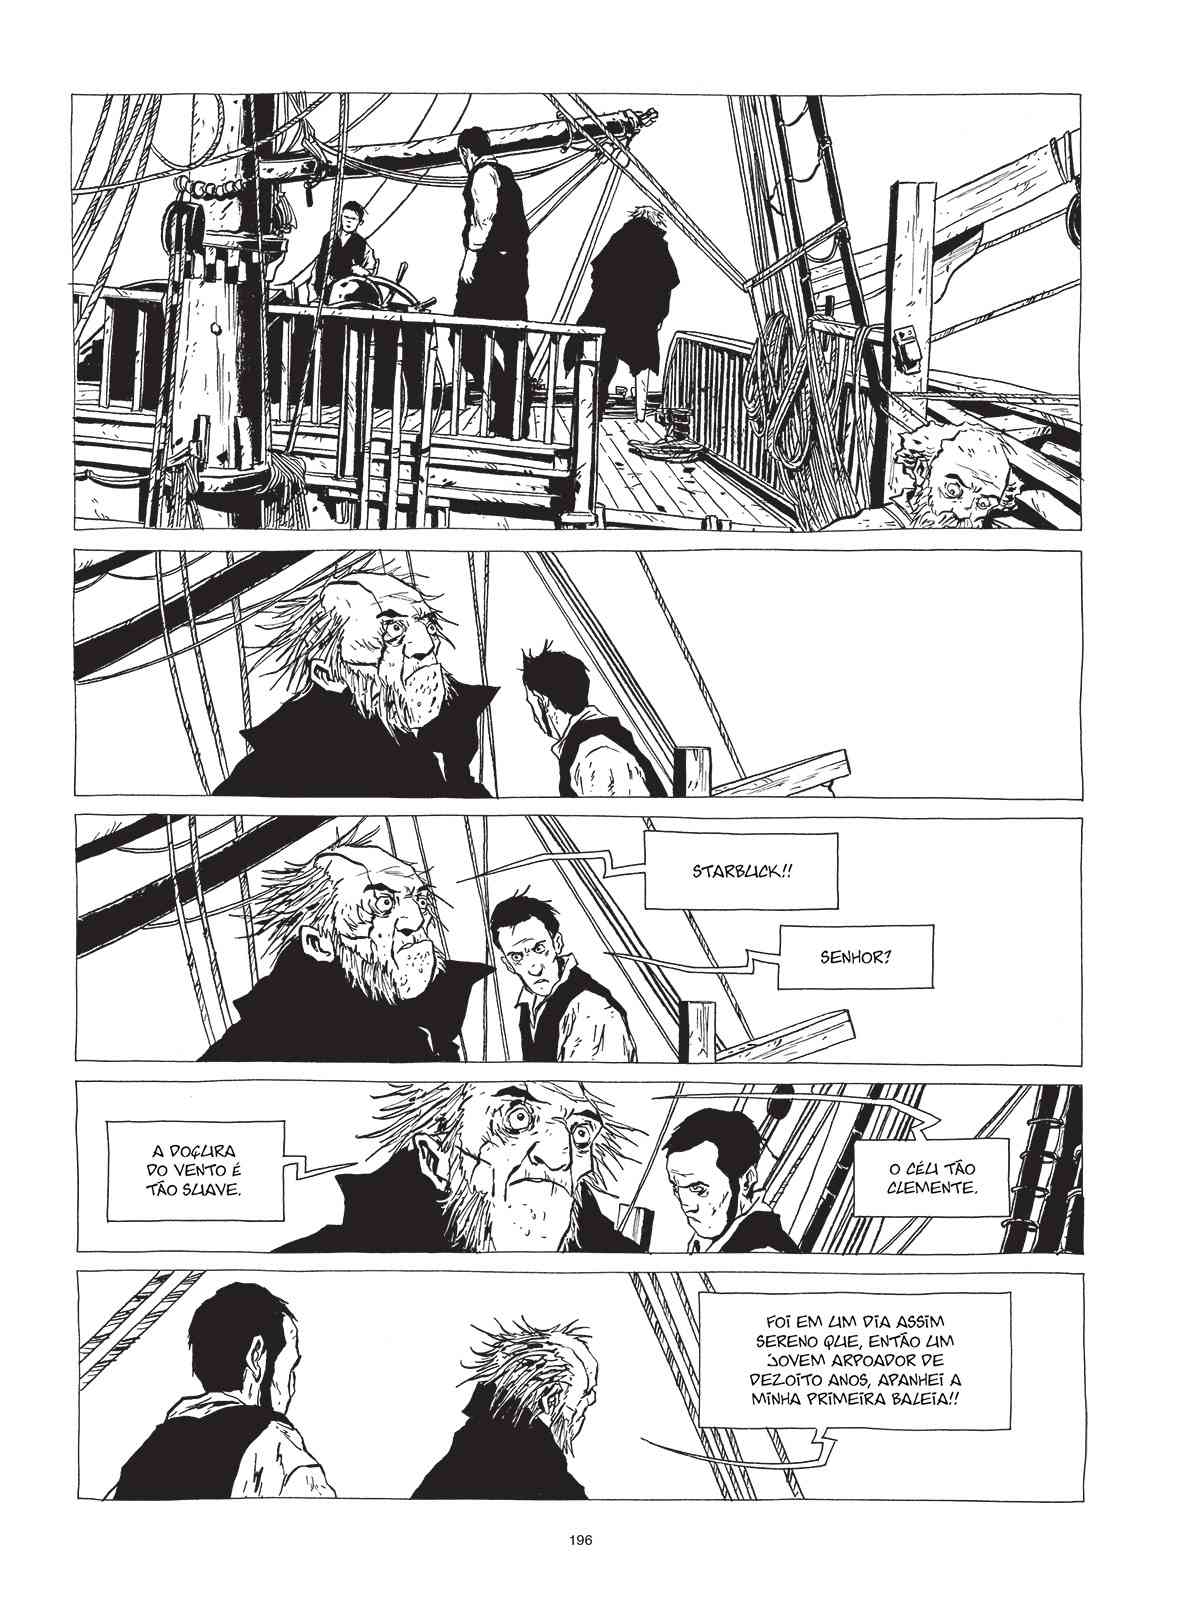 STARBUCK!!
SENHOR?
A DOÇURA
DO VENTO É
TÃO SUAVE.
O CÉU TÃO
CLEMENTE.
FOI EM UM DIA ASSIM
SERENO QUE, ENTÃO UM
JOVEM ARPOADOR DE
DEZOITO ANOS, APANHEI A
MINHA PRIMEIRA BALEIA!!
196